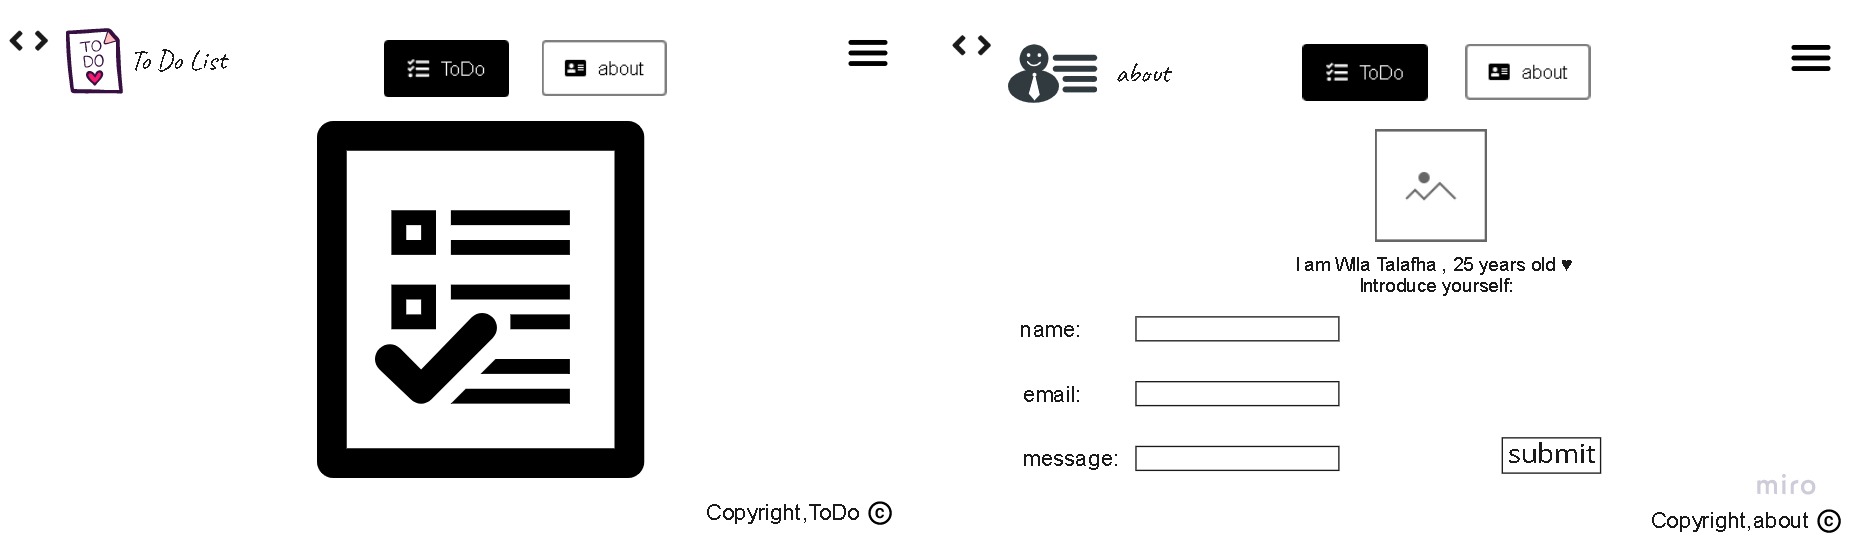 TO
DO
To Do List
ToDo
about
Copyright,ToDo ©
about
ToDo
about
I am Wlla Talafha , 25 years old ♥
Introduce yourself:
name:
email:
message:
submit
miro
Copyright,about ©